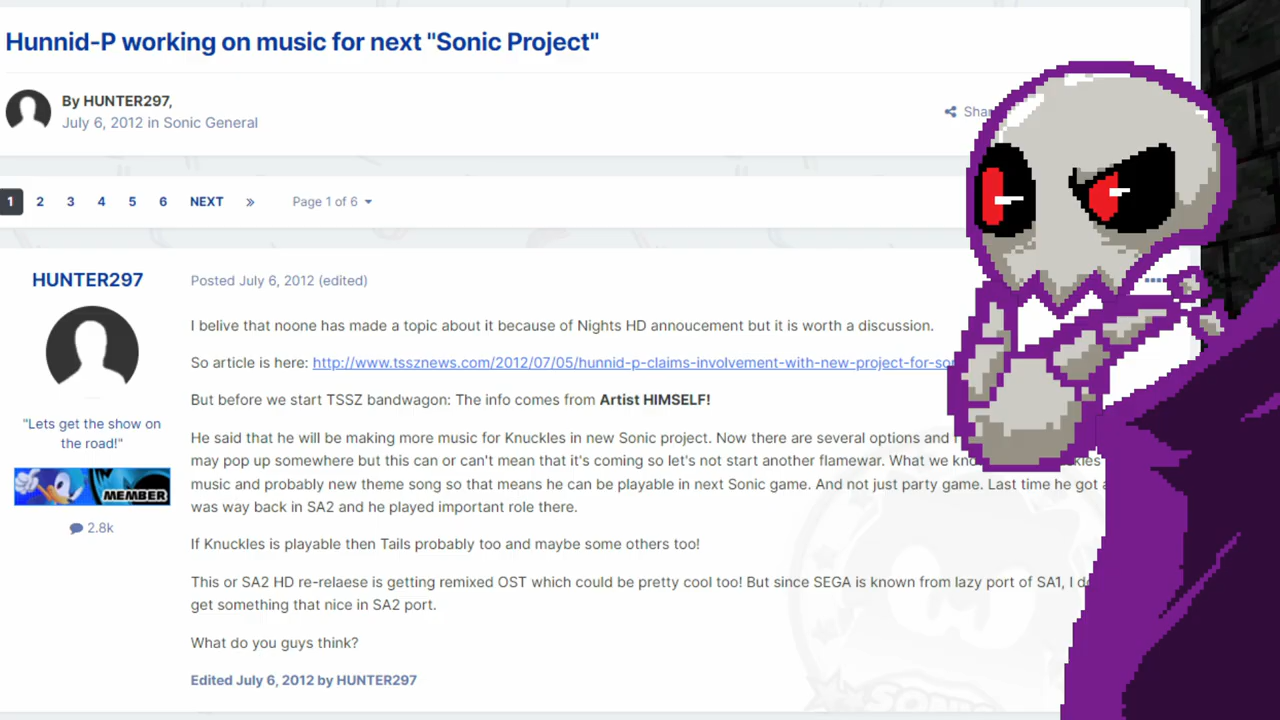 Hunnid-P working on music for next "Sonic Project"
By HUNTER297,
July 6, 2012 in Sonic General
Shar
1 2 3 4 5 6 NEXT » Page 1 of 6
HUNTER297
Posted July 6, 2012 (edited)
"Lets get the show on
the road!"
MEMBER
2.8k
I belive that noone has made a topic about it because of Nights HD annoucement but it is worth a discussion.
So article is here: http://www.tssznews.com/2012/07/05/hunnid-p-claims-involvement-with-new-project-for-so
But before we start TSSZ bandwagon: The info comes from Artist HIMSELF!
He said that he will be making more music for Knuckles in new Sonic project. Now there are several options and
may pop up somewhere but this can or can't mean that it's coming so let's not start another flamewar. What we
music and probably new theme song so that means he can be playable in next Sonic game. And not just party game. Last time he got
was way back in SA2 and he played important role there.
If Knuckles is playable then Tails probably too and maybe some others too!
This or SA2 HD re-relaese is getting remixed OST which could be pretty cool too! But since SEGA is known from lazy port of SA1, I
get something that nice in SA2 port.
What do you guys think?
Edited July 6, 2012 by HUNTER297
SONIC